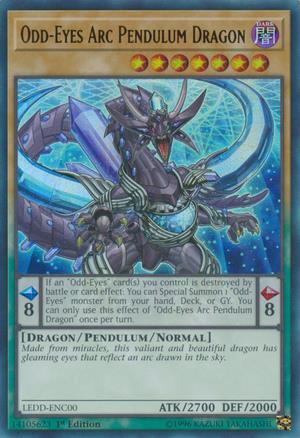 ODD-EYES ARC PENDULUM DRAGON
DARK
闇
If an "Odd-Eyes" card(s) you control is destroyed
by battle or card effect: You can Special Summon 1 "Odd-
Eyes" monster from your hand, Deck, or GY. You
can only use this effect of "Odd-Eyes Arc Pendulum
Dragon" once per turn.
8
8
[DRAGON/PENDULUM/NORMAL]
Made from miracles, this valiant and beautiful dragon has
gleaming eyes that reflect an arc drawn in the sky.
LEDD-ENC00
ATK/2700 DEF/2000
14105623
1st Edition
©1996 KAZUKI TAKAHASHI